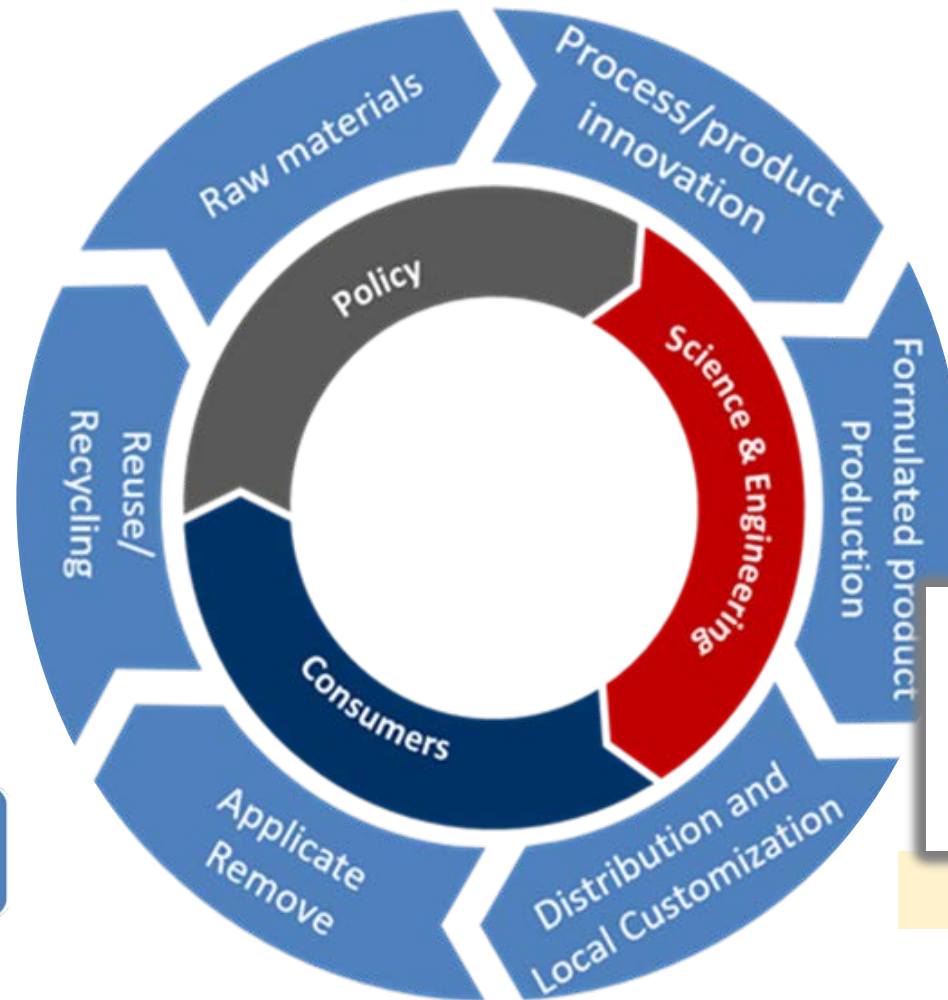 Raw materials
Process/product
innovation
Formulated product
Production
Distribution and
Local Customization
Applicate
Remove
Reuse/
Recycling
Policy
Science & Engineering
Consumers